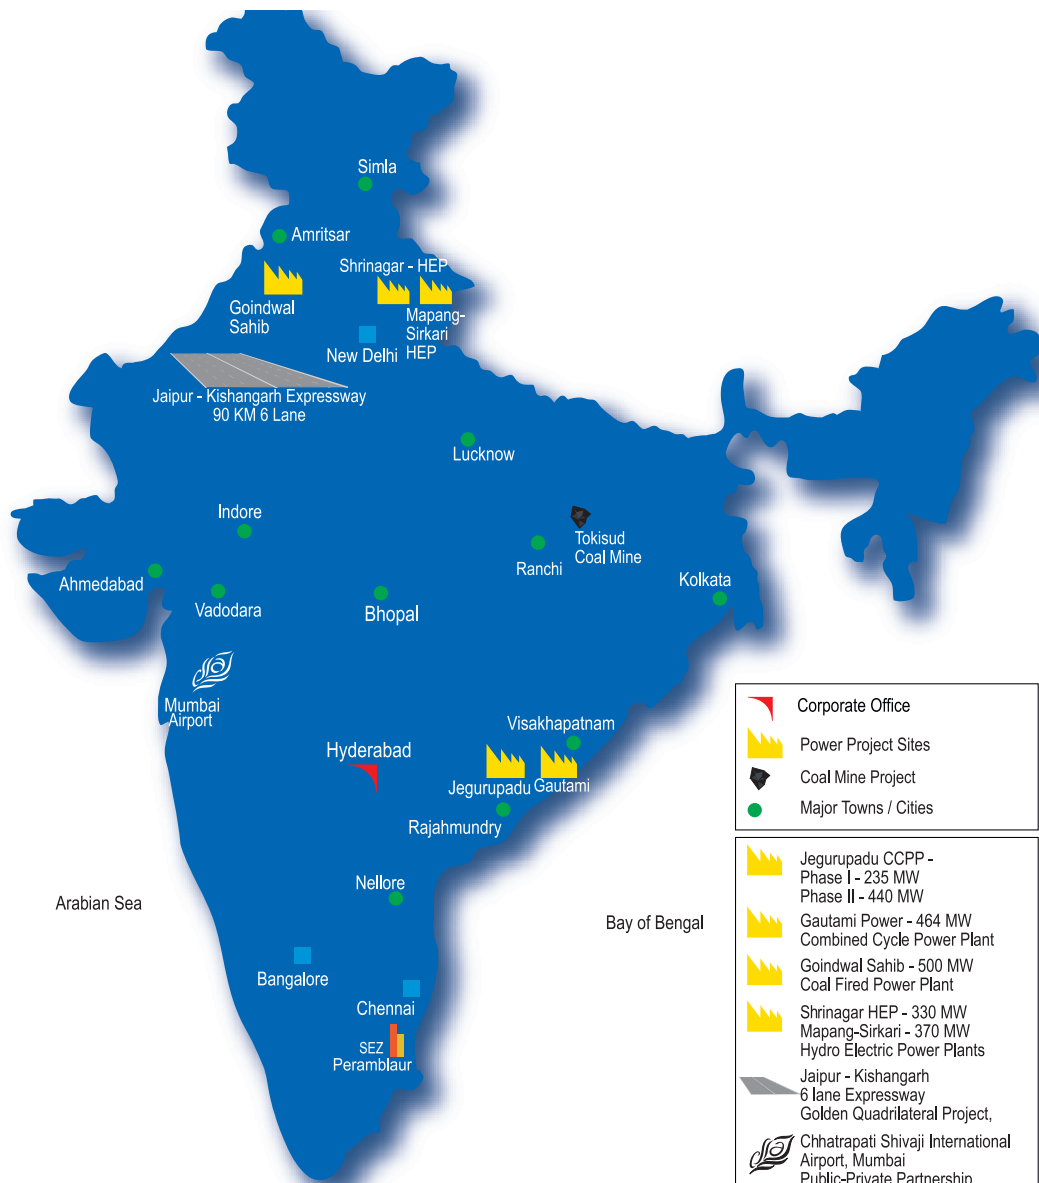 Simla
Amritsar
Shrinagar - HEP
Goindwal
Sahib
Mapang-
Sirkari
HEP
New Delhi
Jaipur - Kishangarh Expressway
90 KM 6 Lane
Lucknow
Indore
Tokisud
Coal Mine
Ranchi
Ahmedabad
Kolkata
Vadodara
Bhopal
Mumbai
Airport
Visakhapatnam
Hyderabad
Jegurupadu
Gautami
Rajahmundry
Nellore
Arabian Sea
Bay of Bengal
Bangalore
Chennai
SEZ
Peramblaur
Corporate Office
Power Project Sites
Coal Mine Project
Major Towns / Cities
Jegurupadu CCPP -
Phase I - 235 MW
Phase II - 440 MW
Gautami Power - 464 MW
Combined Cycle Power Plant
Goindwal Sahib - 500 MW
Coal Fired Power Plant
Shrinagar HEP - 330 MW
Mapang-Sirkari - 370 MW
Hydro Electric Power Plants
Jaipur - Kishangarh
6 lane Expressway
Golden Quadrilateral Project,
Chhatrapati Shivaji International
Airport, Mumbai
Public-Private Partnership